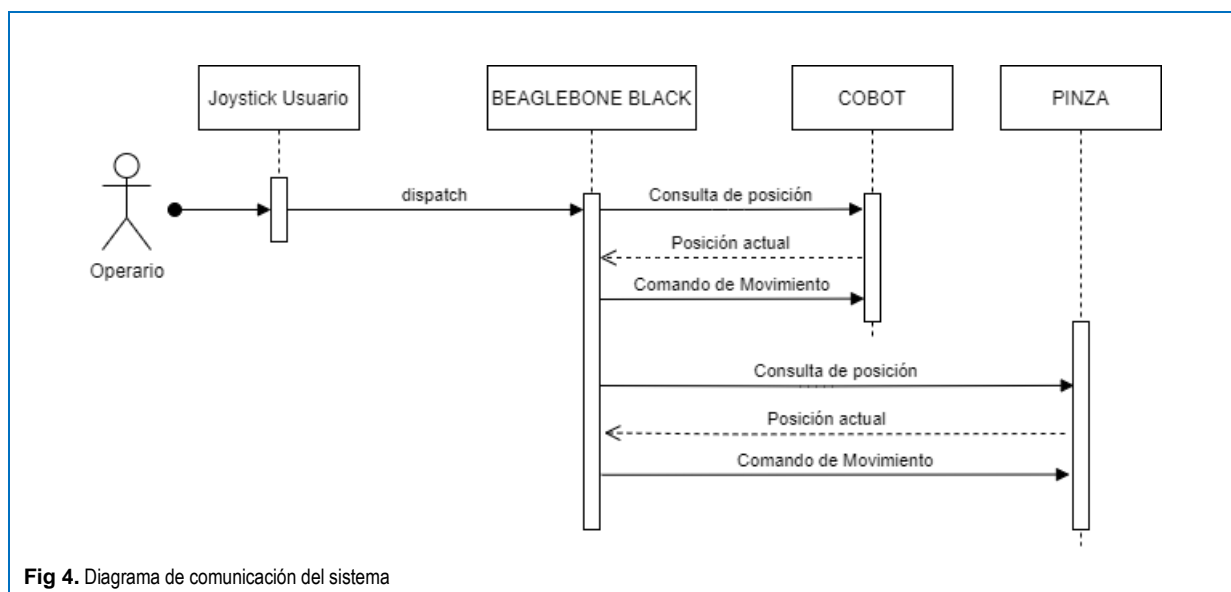 Joystick Usuario
BEAGLEBONE BLACK
COBOT
PINZA
dispatch
Consulta de posición
Posición actual
Operario
Comando de Movimiento
Consulta de posición
Posición actual
Comando de Movimiento
Fig 4. Diagrama de comunicación del sistema